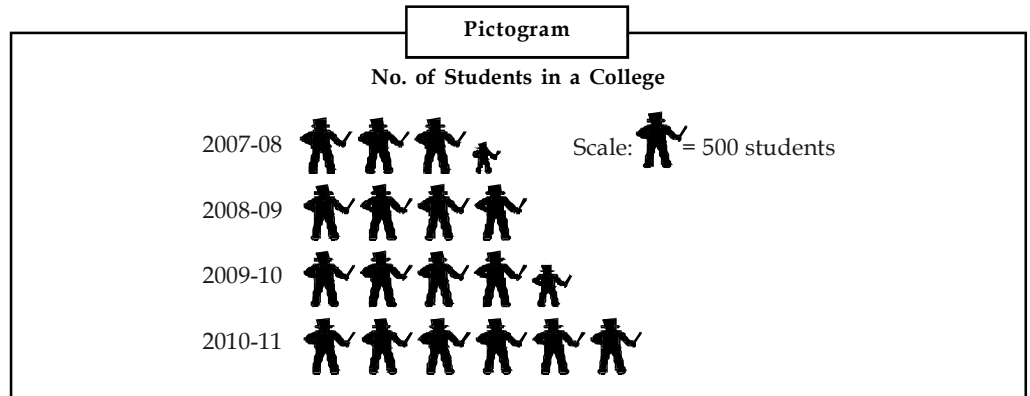 Pictogram
No. of Students in a College
2007-08
Scale: = 500 students
2008-09
2009-10
2010-11